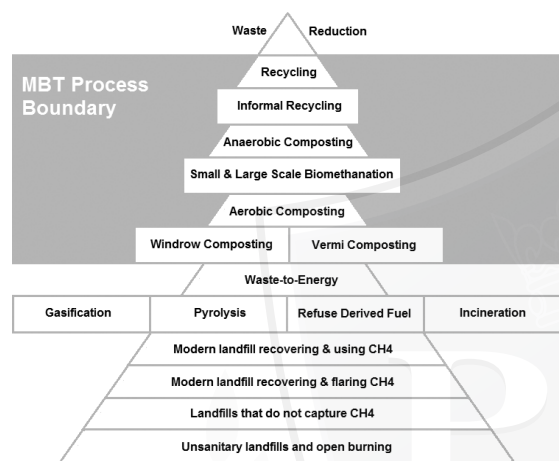 Waste Reduction
MBT Process
Boundary
Recycling
Informal Recycling
Anaerobic Composting
Small & Large Scale Biomethanation
Aerobic Composting
Windrow Composting Vermi Composting
Waste-to-Energy
Gasification Pyrolysis Refuse Derived Fuel Incineration
Modern landfill recovering & using CH4
Modern landfill recovering & flaring CH4
Landfills that do not capture CH4
Unsanitary landfills and open burning